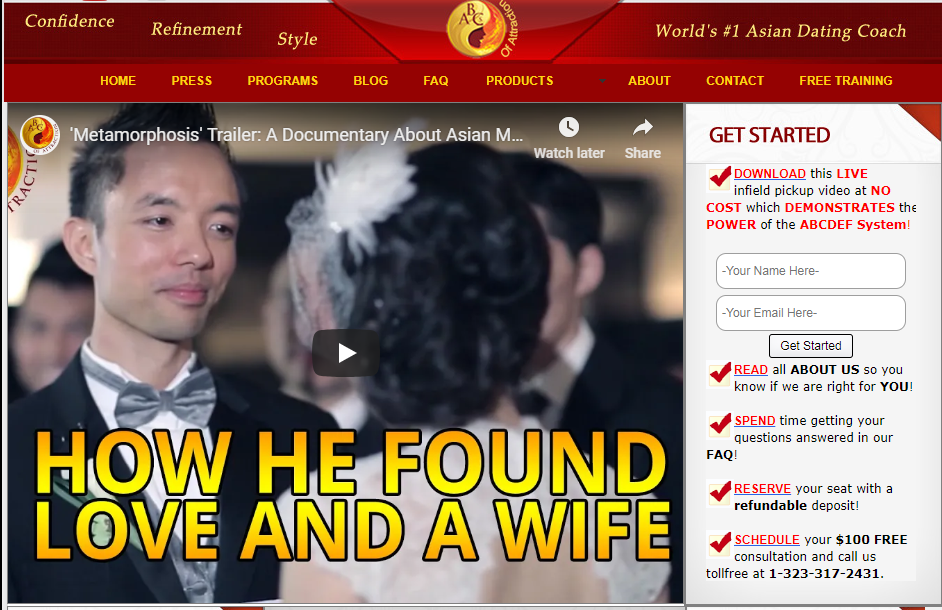 Confidence
Refinement
Style
ABC
Of Attraction
World's #1 Asian Dating Coach
HOME PRESS PROGRAMS BLOG FAQ PRODUCTS ABOUT CONTACT FREE TRAINING
'Metamorphosis' Trailer: A Documentary About Asian M...
Watch later Share
HOW HE FOUND
LOVE AND A WIFE
GET STARTED
DOWNLOAD this LIVE
infield pickup video at NO
COST which DEMONSTRATES the
POWER of the ABCDEF System!
-Your Name Here-
-Your Email Here-
Get Started
READ all ABOUT US so you
know if we are right for YOU!
SPEND time getting your
questions answered in our
FAQ!
RESERVE your seat with a
refundable deposit!
SCHEDULE your $100 FREE
consultation and call us
tollfree at 1-323-317-2431.